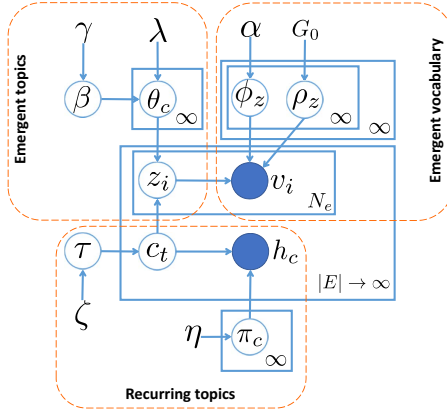 γ λ α G₀
β θ_c ∞ ϕ_z ρ_z ∞ ∞
Emergent topics
Emergent vocabulary
z_i v_i N_e
τ c_t h_c
|E| → ∞
ζ η π_c ∞
Recurring topics